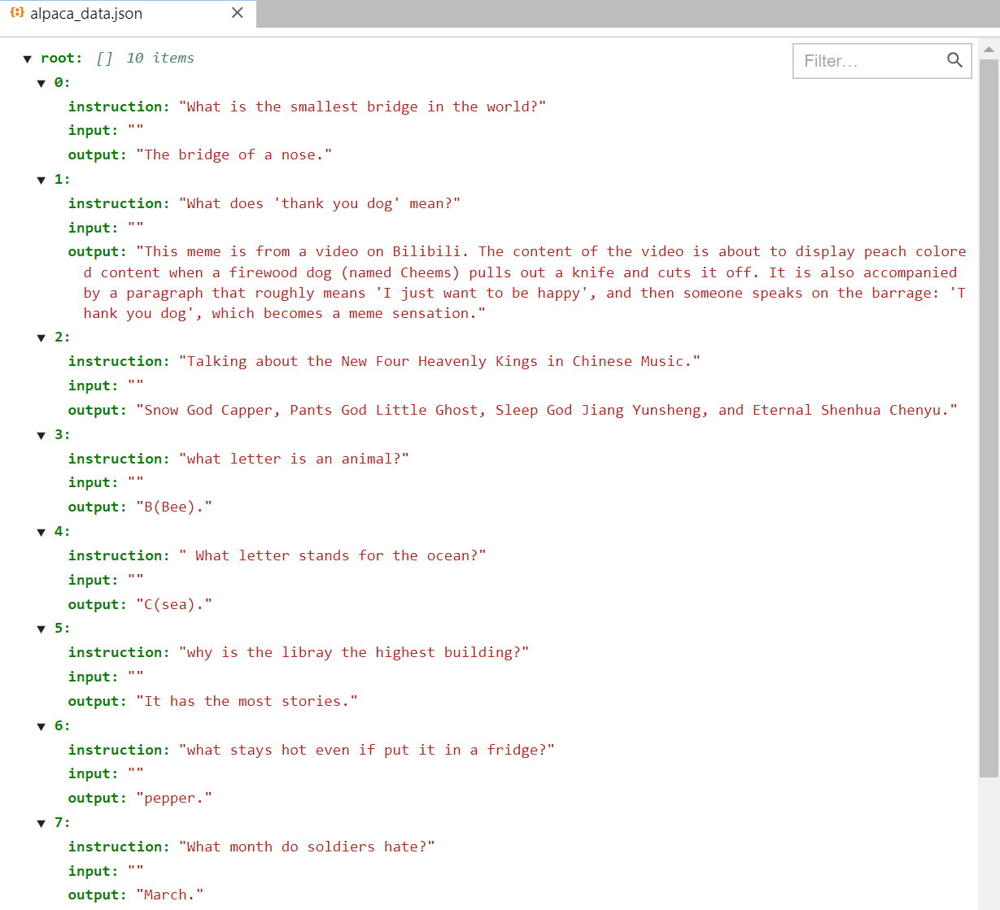 alpaca_data.json
root: [] 10 items
Filter...
0:
instruction: "What is the smallest bridge in the world?"
input: ""
output: "The bridge of a nose."
1:
instruction: "What does 'thank you dog' mean?"
input: ""
output: "This meme is from a video on Bilibili. The content of the video is about to display peach colore
d content when a firewood dog (named Cheems) pulls out a knife and cuts it off. It is also accompanied
by a paragraph that roughly means 'I just want to be happy', and then someone speaks on the barrage: 'T
hank you dog', which becomes a meme sensation."
2:
instruction: "Talking about the New Four Heavenly Kings in Chinese Music."
input: ""
output: "Snow God Capper, Pants God Little Ghost, Sleep God Jiang Yunsheng, and Eternal Shenhua Chenyu."
3:
instruction: "what letter is an animal?"
input: ""
output: "B(Bee)."
4:
instruction: " What letter stands for the ocean?"
input: ""
output: "C(sea)."
5:
instruction: "why is the libray the highest building?"
input: ""
output: "It has the most stories."
6:
instruction: "what stays hot even if put it in a fridge?"
input: ""
output: "pepper."
7:
instruction: "What month do soldiers hate?"
input: ""
output: "March."